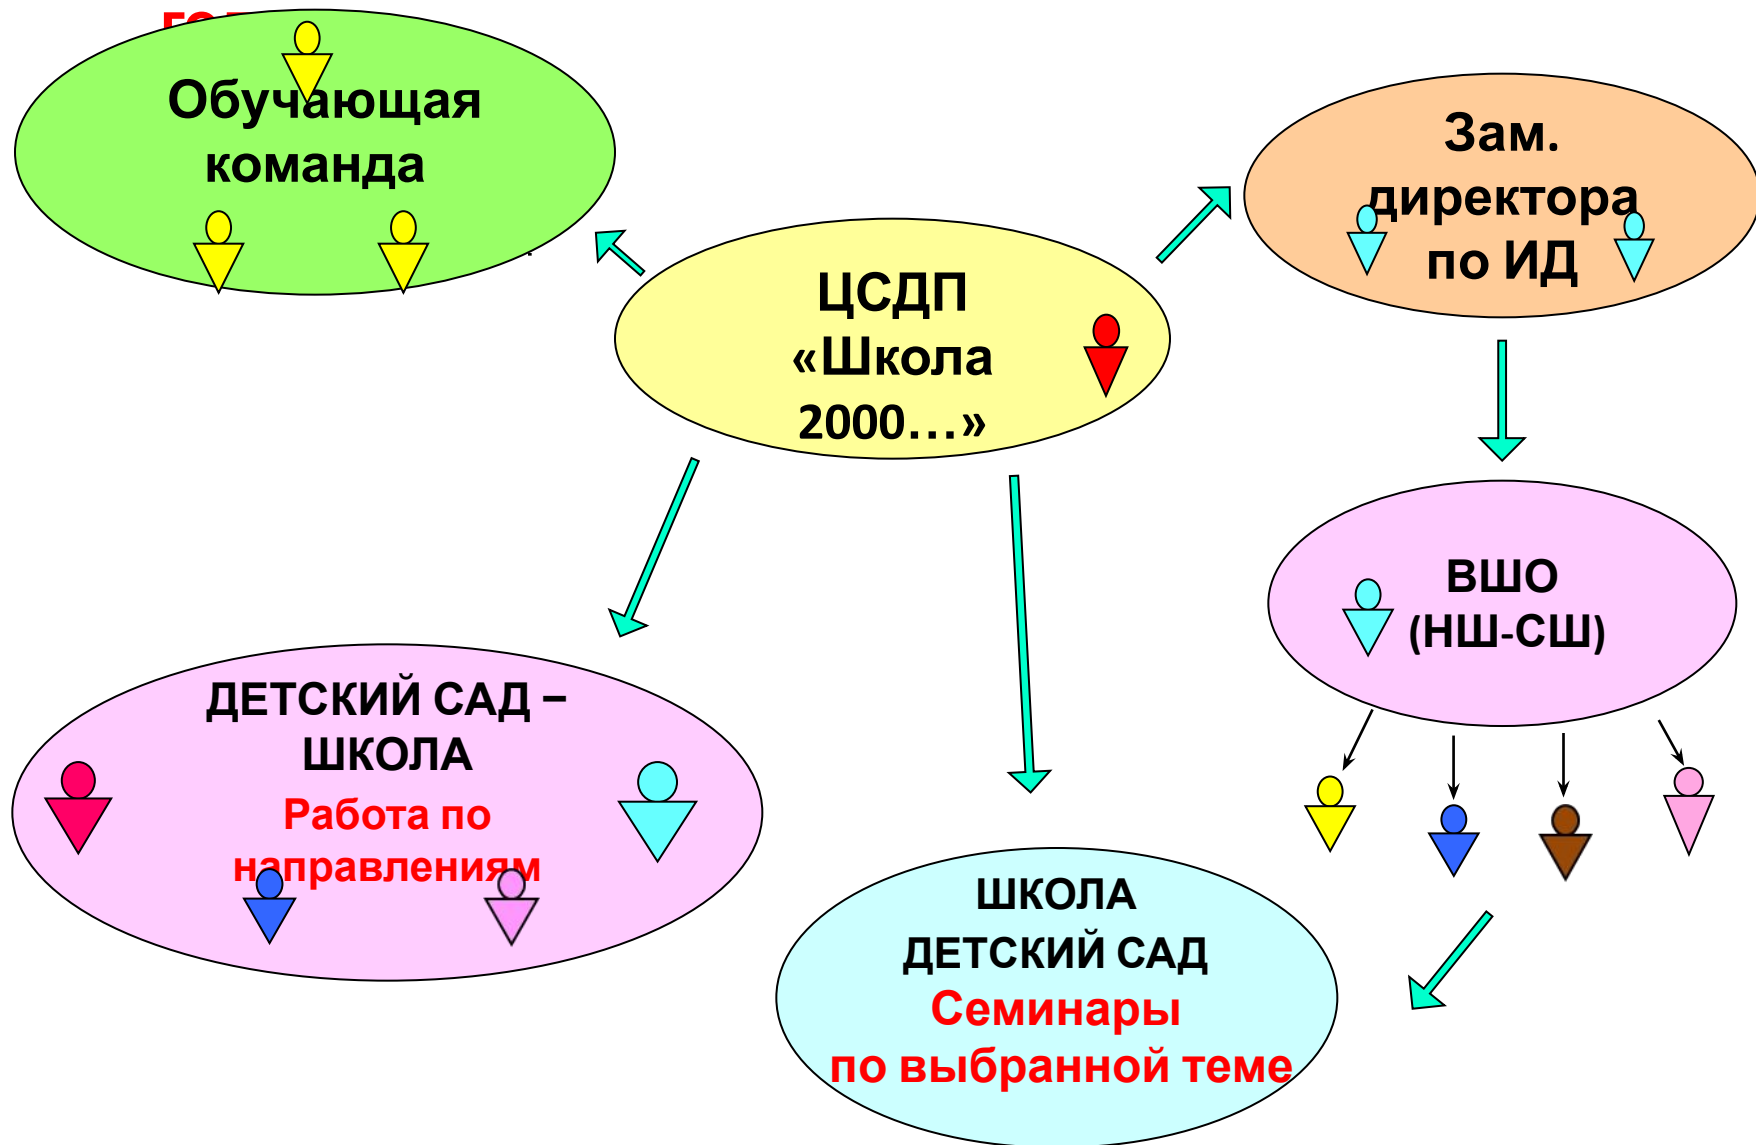 Обучающая
команда
Зам.
директора
по ИД
ЦСДП
«Школа
2000…»
ВШО
(НШ-СШ)
ДЕТСКИЙ САД –
ШКОЛА
Работа по
направлениям
ШКОЛА
ДЕТСКИЙ САД
Семинары
по выбранной теме